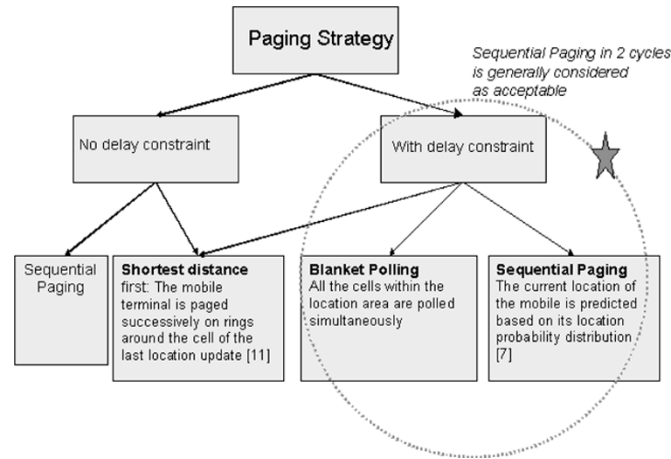 Paging Strategy
Sequential Paging in 2 cycles
is generally considered
as acceptable
No delay constraint
With delay constraint
Sequential
Paging
Shortest distance
first: The mobile
terminal is paged
successively on rings
around the cell of the
last location update [11]
Blanket Polling
All the cells within the
location area are polled
simultaneously
Sequential Paging
The current location of
the mobile is predicted
based on its location
probability distribution
[7]